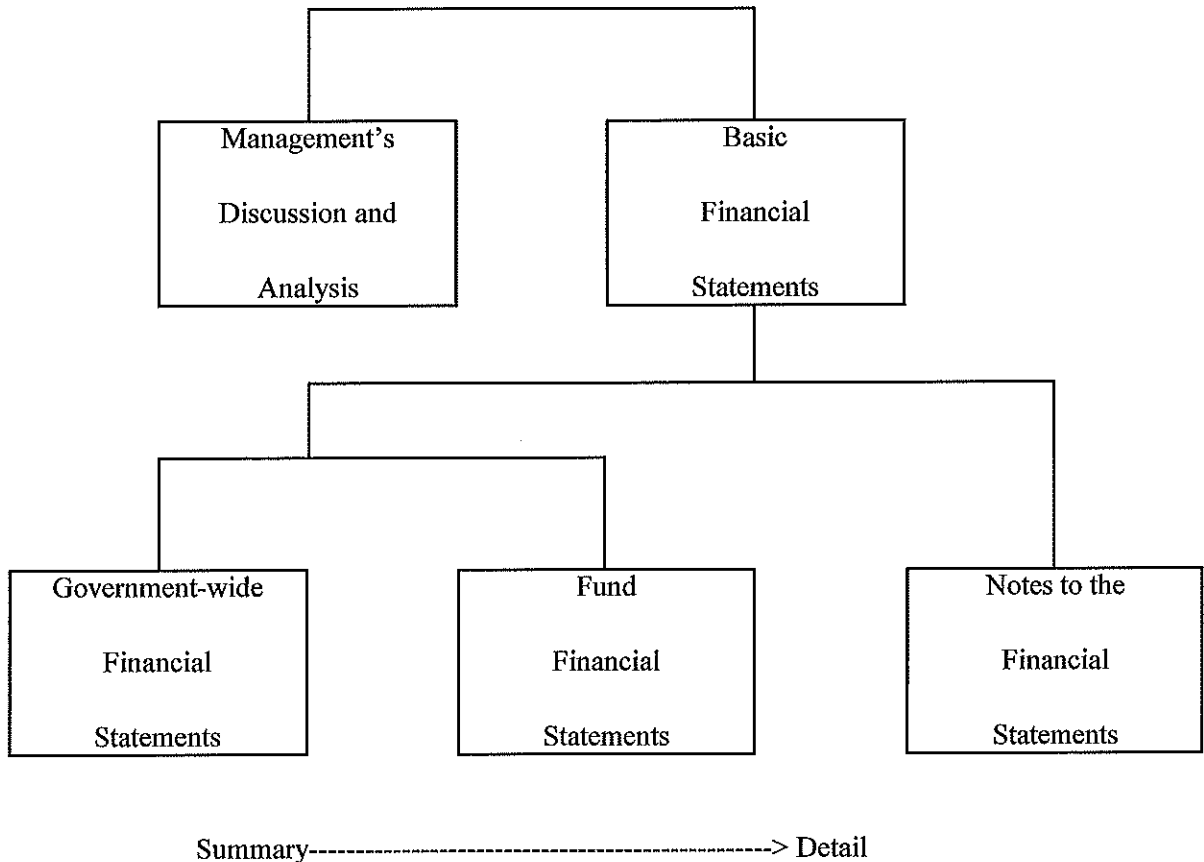 Management's
Discussion and
Analysis
Basic
Financial
Statements
Government-wide
Financial
Statements
Fund
Financial
Statements
Notes to the
Financial
Statements
Summary-------------------------------------------------> Detail